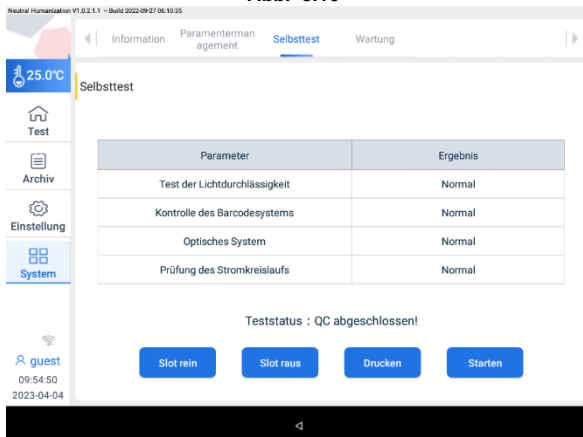 Neutral Humanization V1.0.2.1.1 - Build 2022-09-27 06:10:35
Information
Paramenterman
agement
Selbsttest
Wartung
25.0℃
Selbsttest
Test
Archiv
Einstellung
System
Parameter Ergebnis
Test der Lichtdurchlässigkeit Normal
Kontrolle des Barcodesystems Normal
Optisches System Normal
Prüfung des Stromkreislaufs Normal
Teststatus : QC abgeschlossen!
Slot rein Slot raus Drucken Starten
guest
09:54:50
2023-04-04